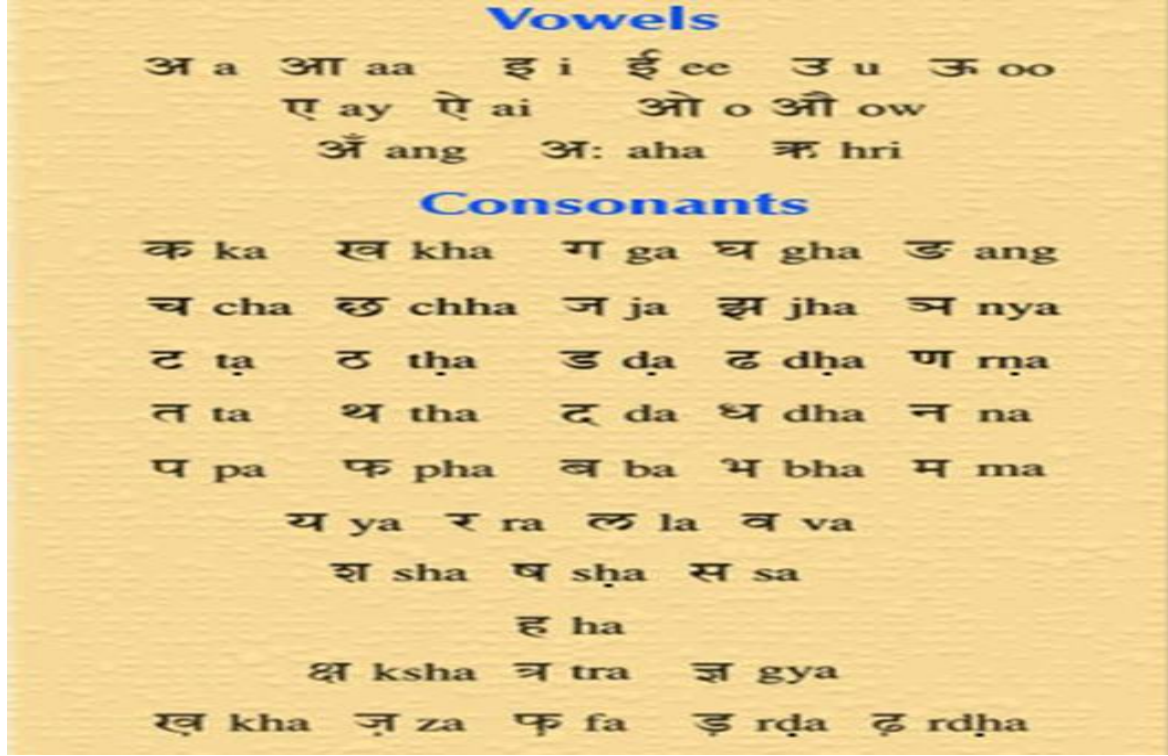 Vowels
अ a आ aa इ i ई ee उ u ऊ oo
ए ay ऐ ai ओ o औ ow
अँ ang अः aha ऋ hri
Consonants
क ka ख kha ग ga घ gha ङ ang
च cha छ chha ज ja झ jha ञ nya
ट ṭa ठ ṭha ड ḍa ढ ḍha ण rṇa
त ta थ tha द da ध dha न na
प pa फ pha ब ba भ bha म ma
य ya र ra ल la व va
श sha ष ṣha स sa
ह ha
क्ष ksha त्र tra ज्ञ gya
ख़ kha ज़ za फ़ fa ड़ rḍa ढ़ rdḥa